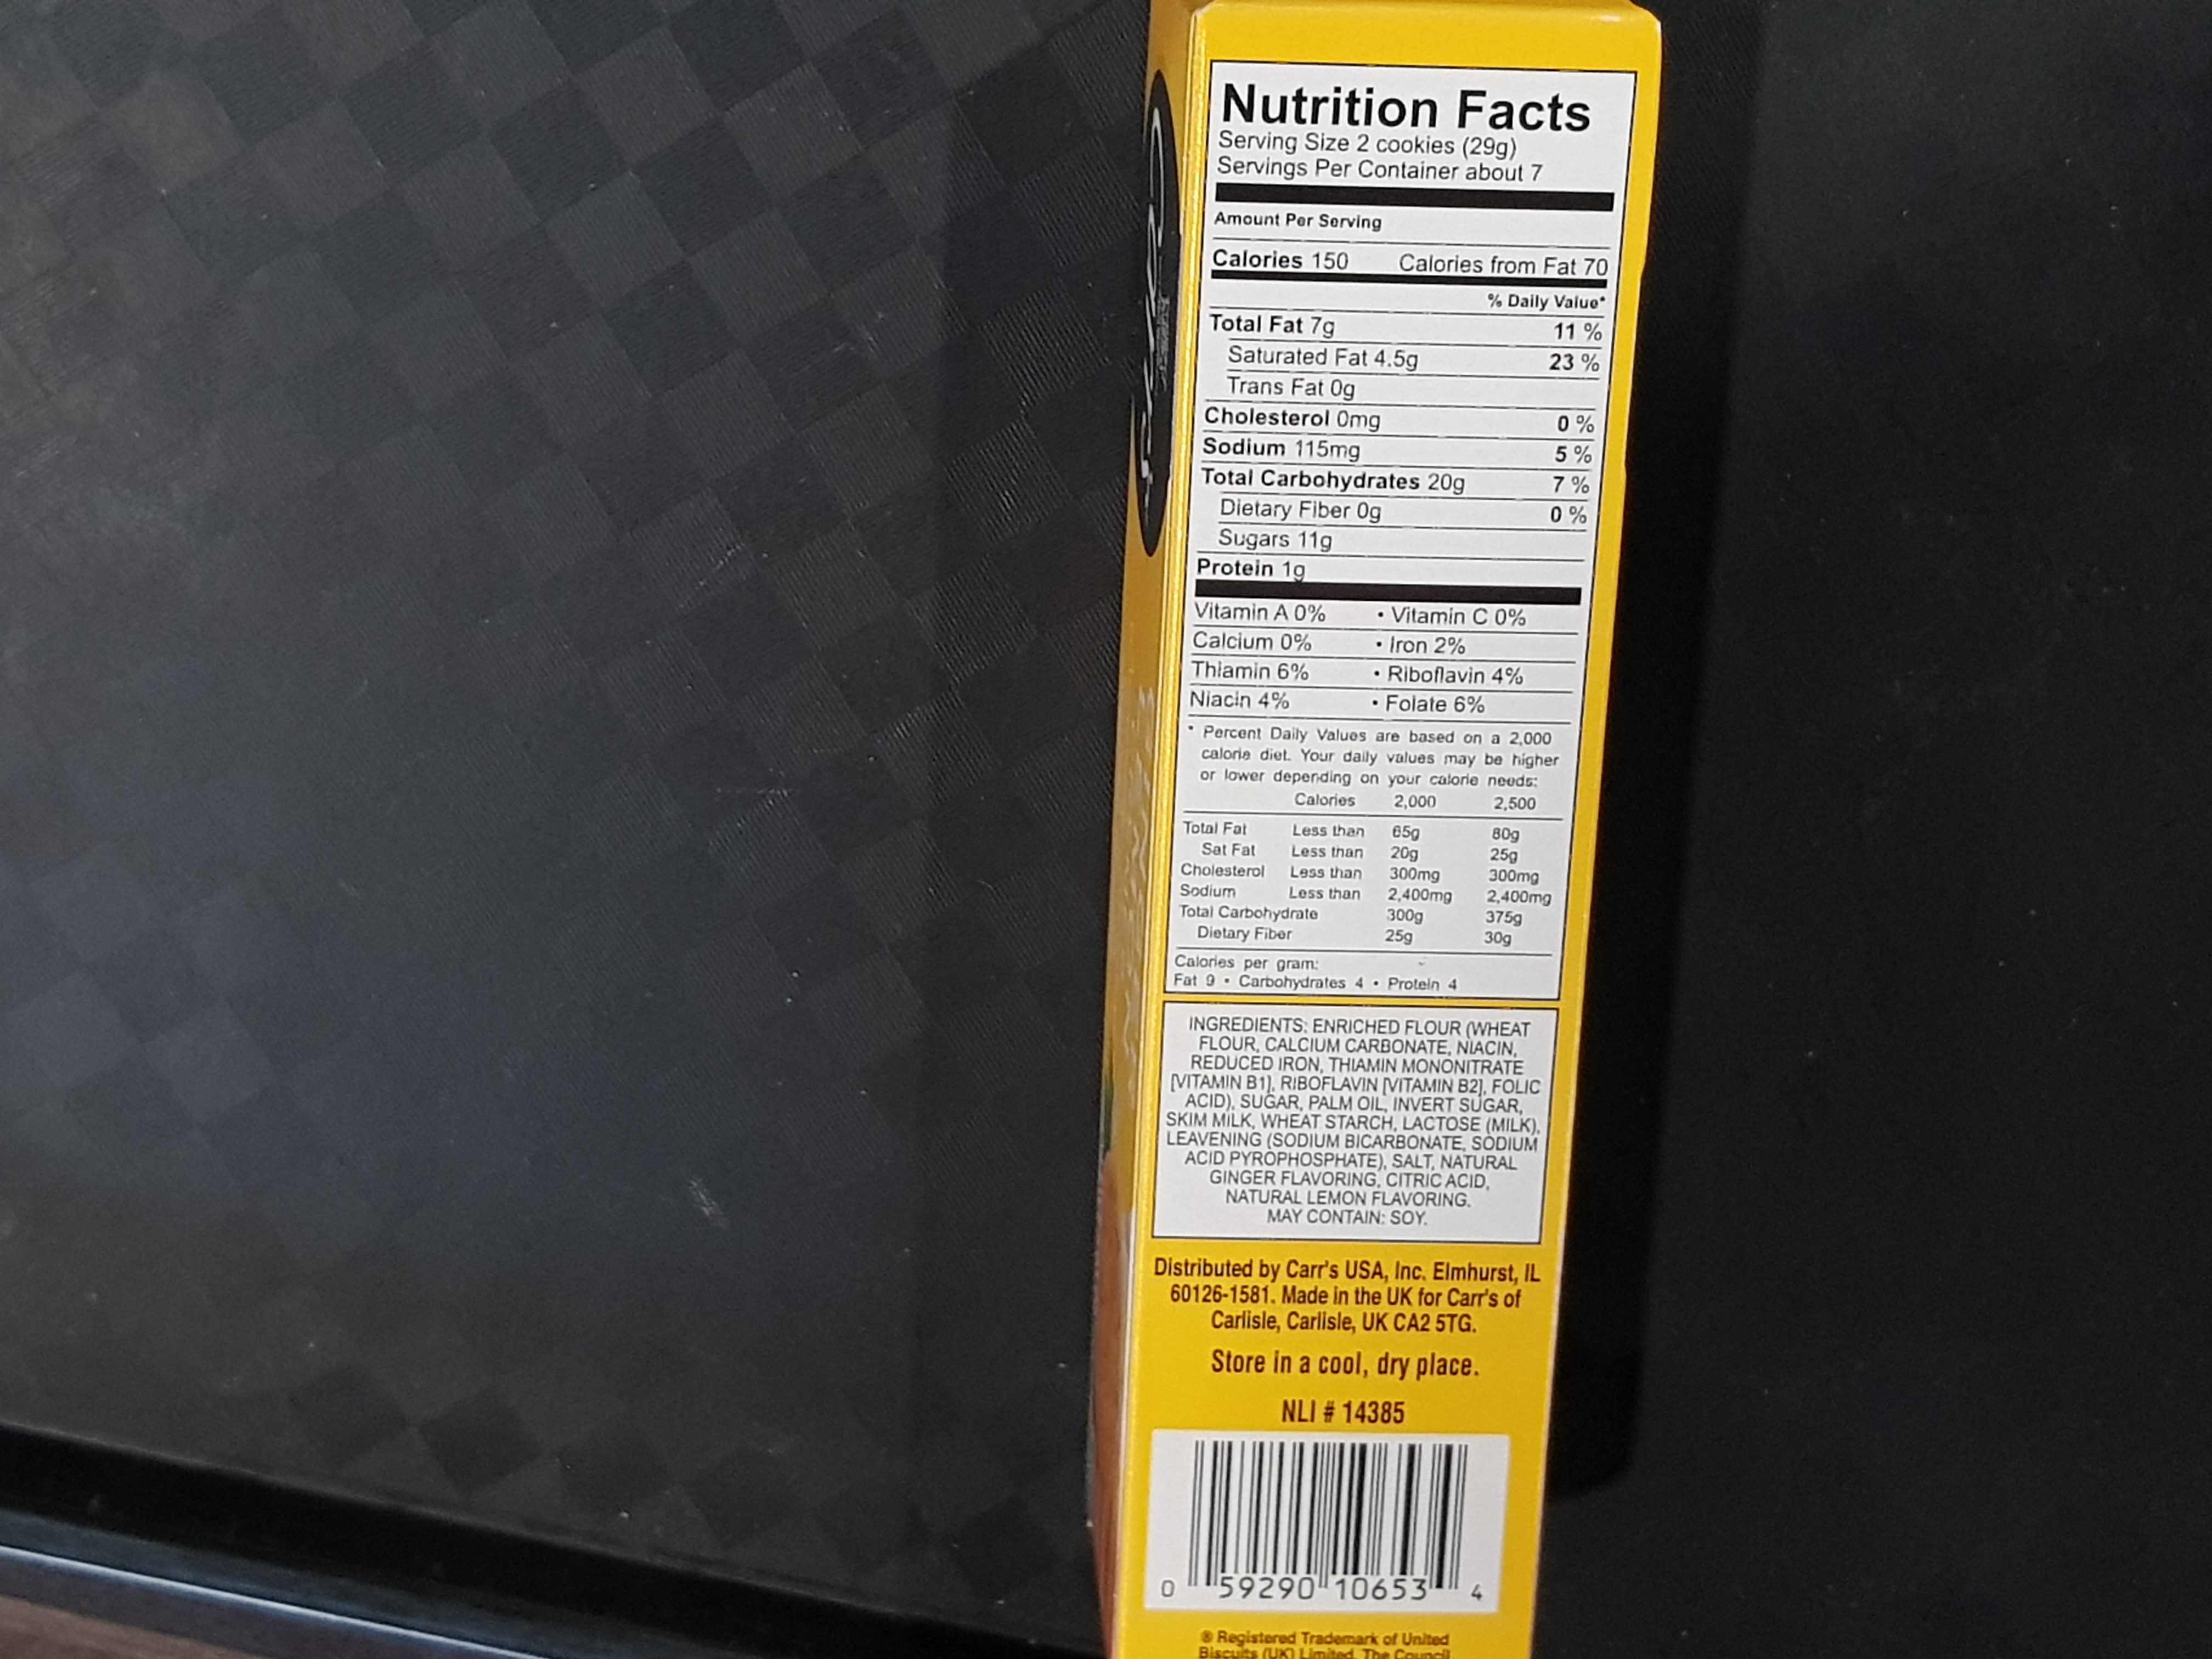 Carr's
Nutrition Facts
Serving Size 2 cookies (29g)
Servings Per Container about 7
Amount Per Serving
Calories 150 Calories from Fat 70
% Daily Value*
Total Fat 7g 11 %
Saturated Fat 4.5g 23 %
Trans Fat 0g
Cholesterol 0mg 0 %
Sodium 115mg 5 %
Total Carbohydrates 20g 7 %
Dietary Fiber 0g 0 %
Sugars 11g
Protein 1g
Vitamin A 0% • Vitamin C 0%
Calcium 0% • Iron 2%
Thiamin 6% • Riboflavin 4%
Niacin 4% • Folate 6%
* Percent Daily Values are based on a 2,000
calorie diet. Your daily values may be higher
or lower depending on your calorie needs:
Calories 2,000 2,500
Total Fat Less than 65g 80g
Sat Fat Less than 20g 25g
Cholesterol Less than 300mg 300mg
Sodium Less than 2,400mg 2,400mg
Total Carbohydrate 300g 375g
Dietary Fiber 25g 30g
Calories per gram:
Fat 9 • Carbohydrates 4 • Protein 4
INGREDIENTS: ENRICHED FLOUR (WHEAT
FLOUR, CALCIUM CARBONATE, NIACIN,
REDUCED IRON, THIAMIN MONONITRATE
[VITAMIN B1], RIBOFLAVIN [VITAMIN B2], FOLIC
ACID), SUGAR, PALM OIL, INVERT SUGAR,
SKIM MILK, WHEAT STARCH, LACTOSE (MILK),
LEAVENING (SODIUM BICARBONATE, SODIUM
ACID PYROPHOSPHATE), SALT, NATURAL
GINGER FLAVORING, CITRIC ACID,
NATURAL LEMON FLAVORING.
MAY CONTAIN: SOY.
Distributed by Carr's USA, Inc. Elmhurst, IL
60126-1581. Made in the UK for Carr's of
Carlisle, Carlisle, UK CA2 5TG.
Store in a cool, dry place.
NLI # 14385
0 59290 10653 4
® Registered Trademark of United
Biscuits (UK) Limited. The Council